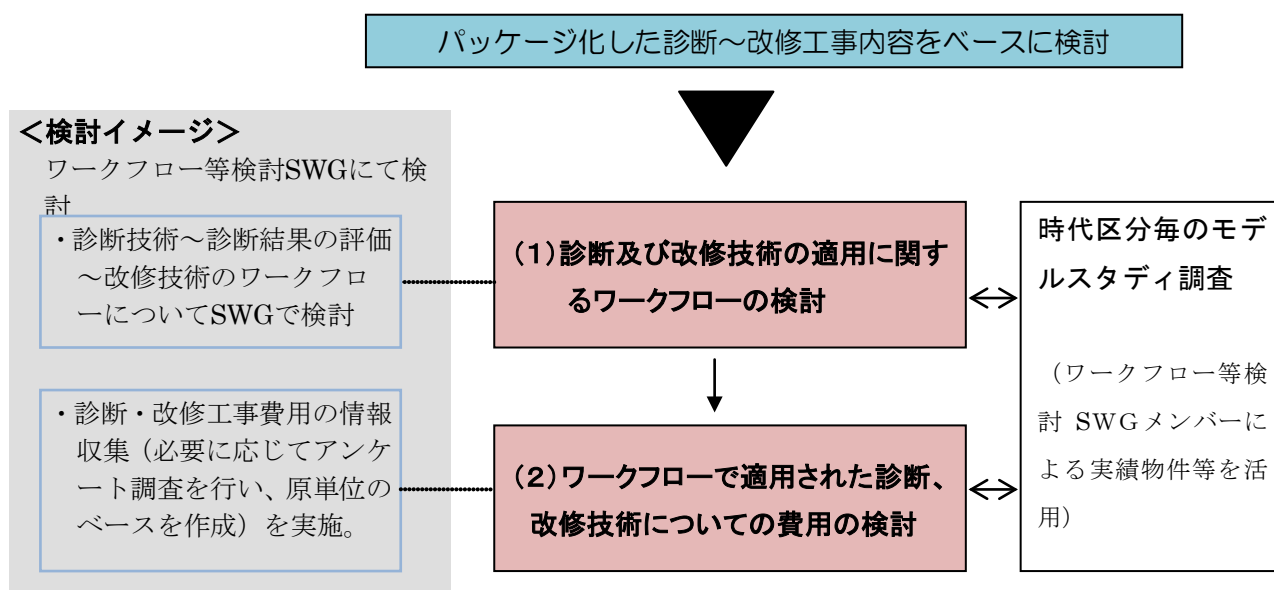 パッケージ化した診断～改修工事内容をベースに検討
＜検討イメージ＞
ワークフロー等検討SWGにて検
討
・診断技術～診断結果の評価
～改修技術のワークフロ
ーについてSWGで検討
・診断・改修工事費用の情報
収集（必要に応じてアンケ
ート調査を行い、原単位の
ベースを作成）を実施。
（１）診断及び改修技術の適用に関す
るワークフローの検討
（２）ワークフローで適用された診断、
改修技術についての費用の検討
時代区分毎のモデ
ルスタディ調査
（ワークフロー等検
討 SWGメンバーに
よる実績物件等を活
用）